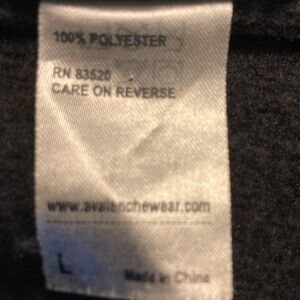 100% POLYESTER
RN 83520
CARE ON REVERSE
www.avalanchewear.com
L
Made in China